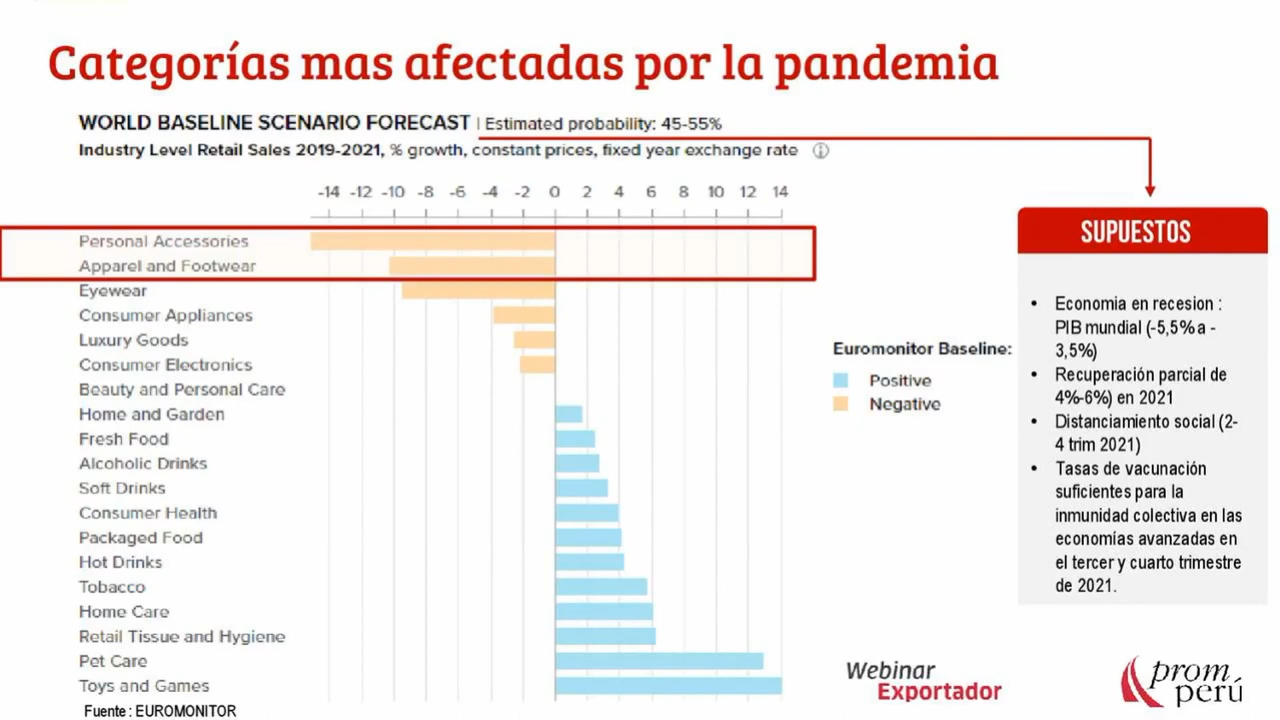 Categorías mas afectadas por la pandemia
WORLD BASELINE SCENARIO FORECAST | Estimated probability: 45-55%
Industry Level Retail Sales 2019-2021, % growth, constant prices, fixed year exchange rate ⓘ
-14 -12 -10 -8 -6 -4 -2 0 2 4 6 8 10 12 14
Personal Accessories
Apparel and Footwear
Eyewear
Consumer Appliances
Luxury Goods
Consumer Electronics
Beauty and Personal Care
Home and Garden
Fresh Food
Alcoholic Drinks
Soft Drinks
Consumer Health
Packaged Food
Hot Drinks
Tobacco
Home Care
Retail Tissue and Hygiene
Pet Care
Toys and Games
Fuente : EUROMONITOR
Euromonitor Baseline:
Positive
Negative
SUPUESTOS
• Economia en recesion :
PIB mundial (-5,5% a -
3,5%)
• Recuperación parcial de
4%-6%) en 2021
• Distanciamiento social (2-
4 trim 2021)
• Tasas de vacunación
suficientes para la
inmunidad colectiva en las
economías avanzadas en
el tercer y cuarto trimestre
de 2021.
Webinar
Exportador
prom
perú